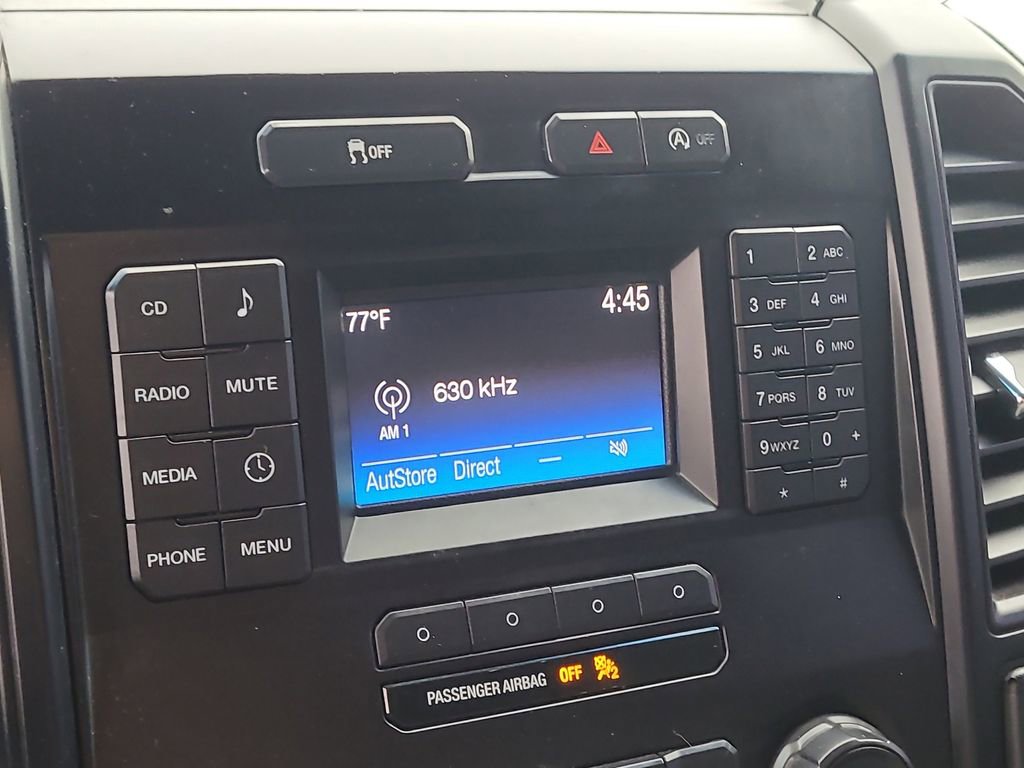 OFF
A OFF
CD
RADIO
MUTE
MEDIA
PHONE
MENU
77°F
4:45
630 kHz
AM 1
AutStore Direct —
1
2 ABC
3 DEF
4 GHI
5 JKL
6 MNO
7 PQRS
8 TUV
9 WXYZ
0 +
*
#
PASSENGER AIRBAG OFF 2